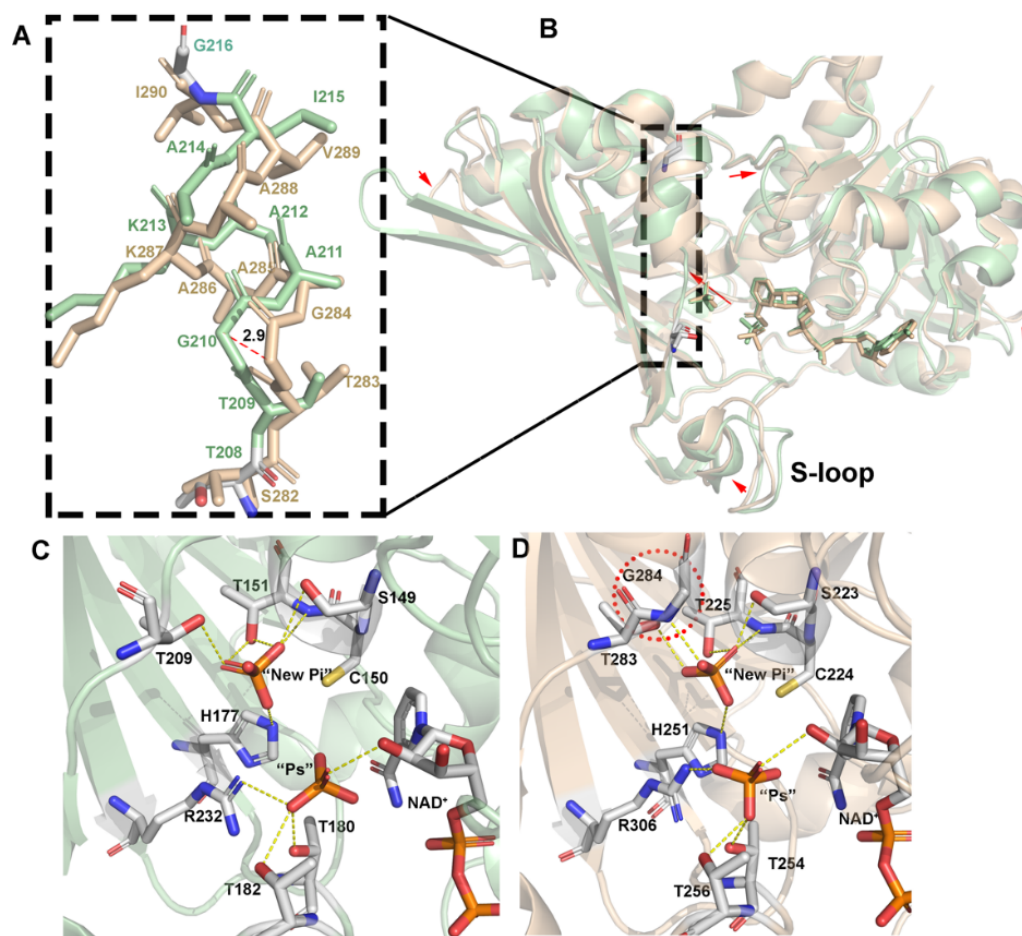 A
G216
I290
I215
A214
V289
A288
K213
A212
K287
A211
A285
A286
G284
G210
2.9
T283
T209
T208
S282
B
S-loop
C
T151
S149
T209
"New Pi"
C150
H177
"Ps"
R232
NAD⁺
T180
T182
D
G284
T225
S223
T283
"New Pi"
C224
H251
"Ps"
R306
NAD⁺
T254
T256